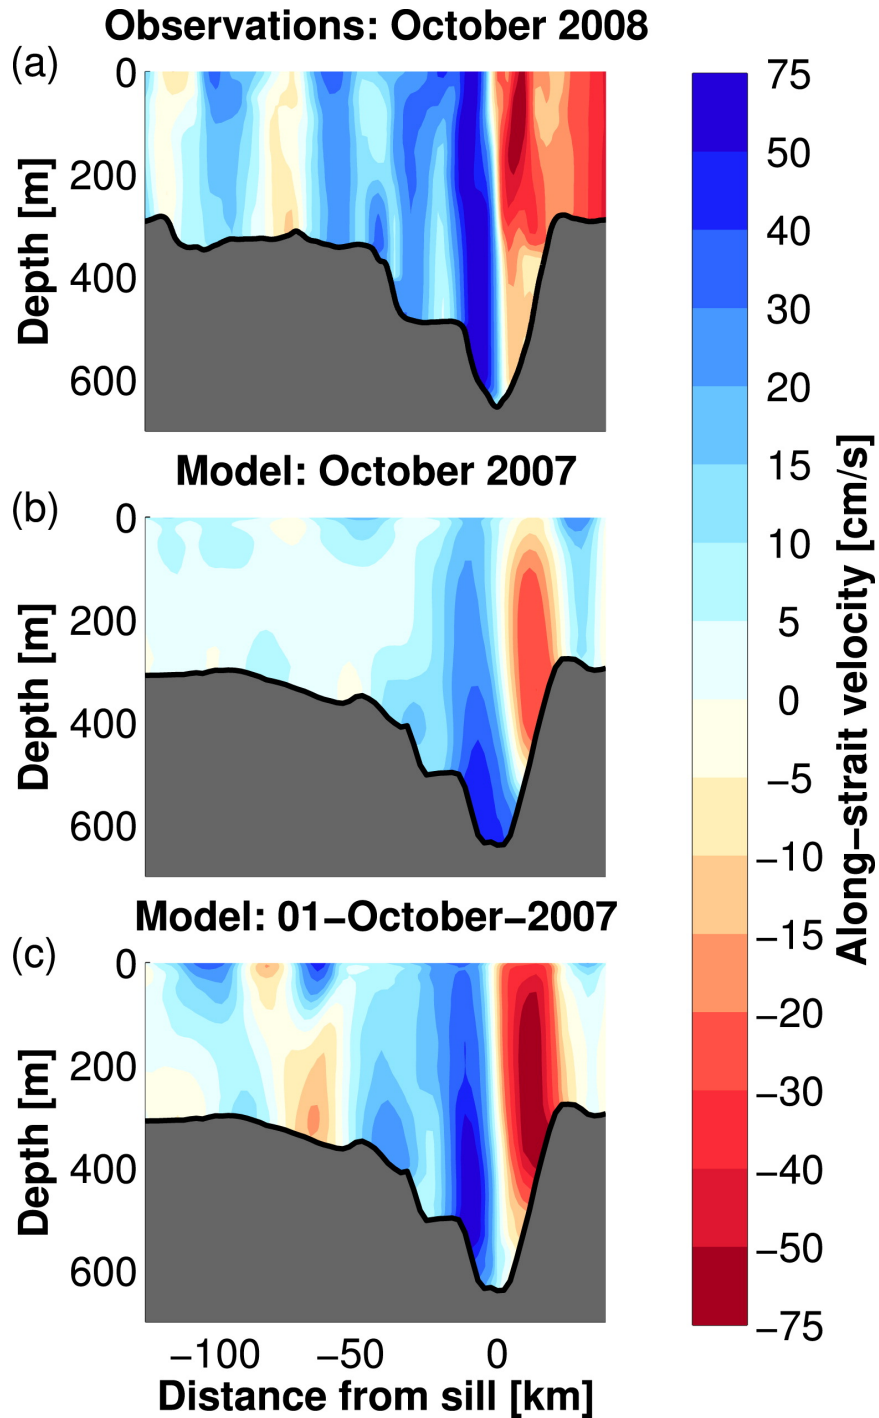 Observations: October 2008
(a)
0
200
400
600
Depth [m]
Model: October 2007
(b)
0
200
400
600
Depth [m]
Model: 01−October−2007
(c)
0
200
400
600
Depth [m]
−100 −50 0
Distance from sill [km]
75
50
40
30
20
15
10
5
0
−5
−10
−15
−20
−30
−40
−50
−75
Along−strait velocity [cm/s]